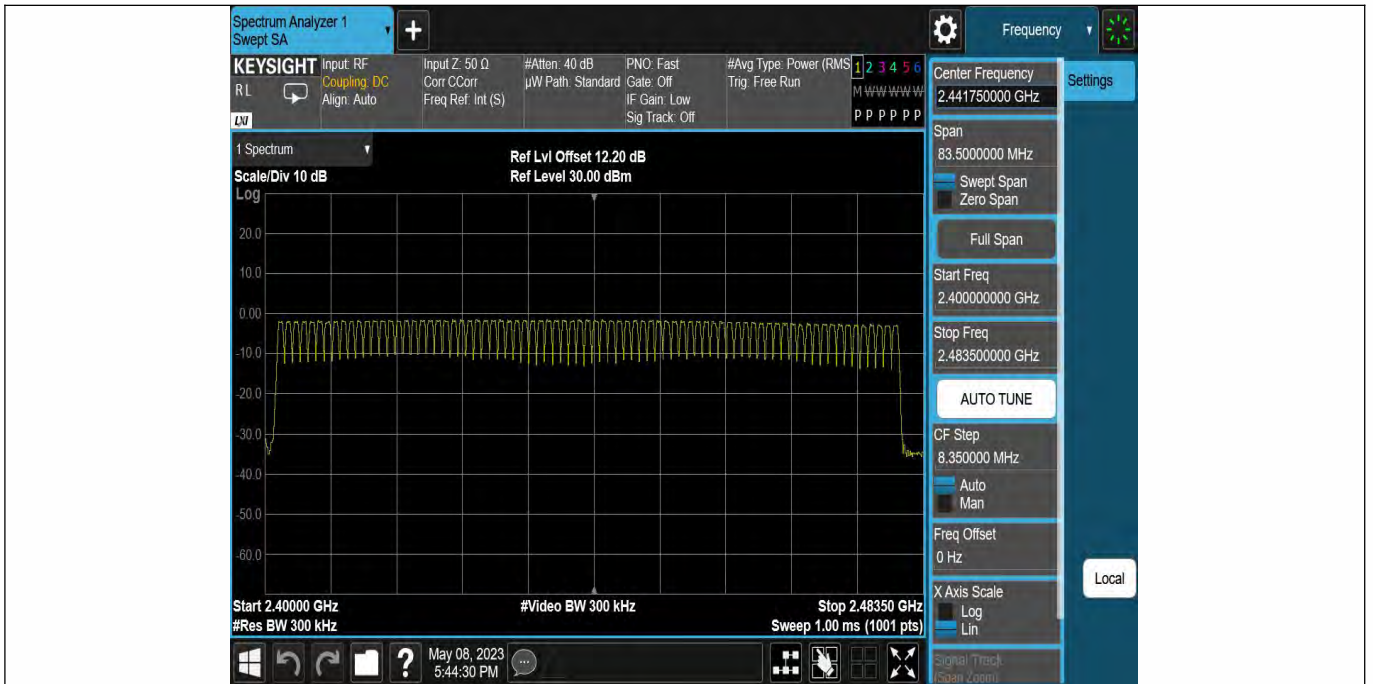 Spectrum Analyzer 1
Swept SA
+
Frequency
KEYSIGHT
RL
LXI
Input: RF
Coupling: DC
Align: Auto
Input Z: 50 Ω
Corr CCorr
Freq Ref: Int (S)
#Atten: 40 dB
µW Path: Standard
PNO: Fast
Gate: Off
IF Gain: Low
Sig Track: Off
#Avg Type: Power (RMS
Trig: Free Run
1 2 3 4 5 6
M W W W W W
P P P P P P
1 Spectrum
Scale/Div 10 dB
Ref Lvl Offset 12.20 dB
Ref Level 30.00 dBm
Log
20.0
10.0
0.00
-10.0
-20.0
-30.0
-40.0
-50.0
-60.0
Start 2.40000 GHz
#Res BW 300 kHz
#Video BW 300 kHz
Stop 2.48350 GHz
Sweep 1.00 ms (1001 pts)
Center Frequency
2.441750000 GHz
Settings
Span
83.5000000 MHz
Swept Span
Zero Span
Full Span
Start Freq
2.400000000 GHz
Stop Freq
2.483500000 GHz
AUTO TUNE
CF Step
8.350000 MHz
Auto
Man
Freq Offset
0 Hz
X Axis Scale
Log
Lin
Signal Track
(Span Zoom)
Local
?
May 08, 2023
5:44:30 PM